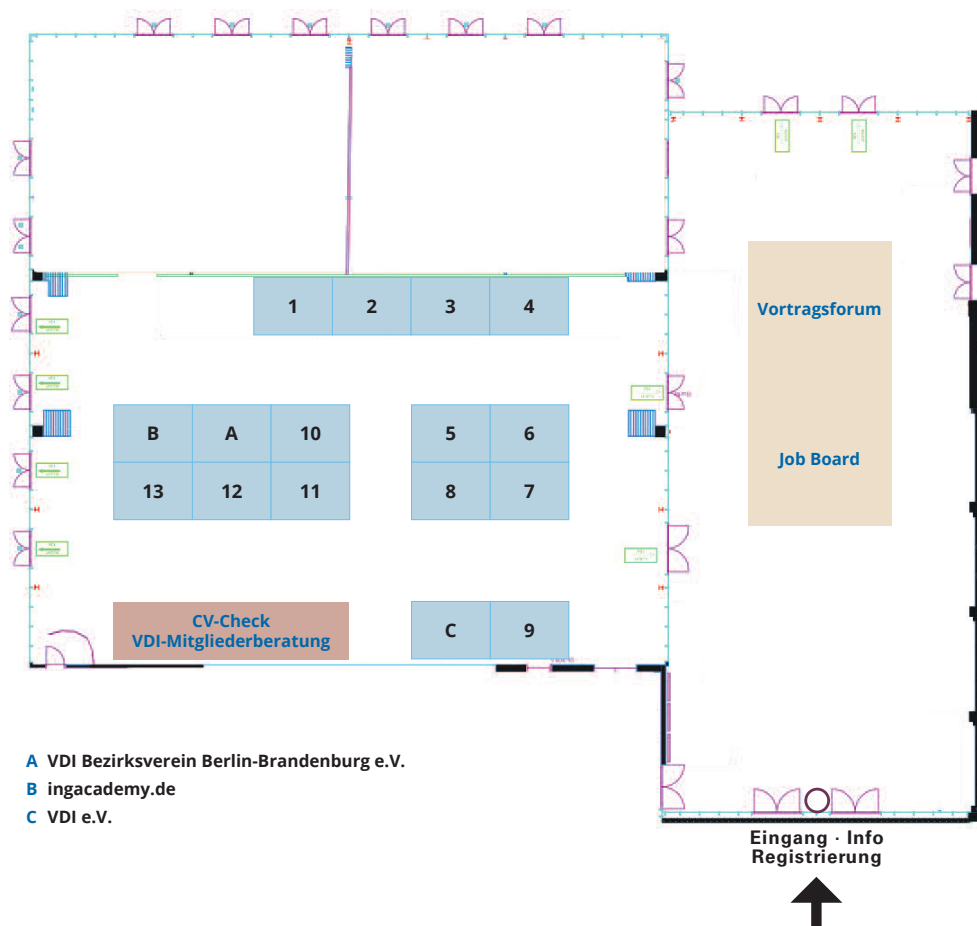 1 2 3 4
Vortragsforum
B A 10 5 6
Job Board
13 12 11 8 7
CV-Check
VDI-Mitgliederberatung
C 9
A VDI Bezirksverein Berlin-Brandenburg e.V.
B ingacademy.de
C VDI e.V.
Eingang · Info
Registrierung